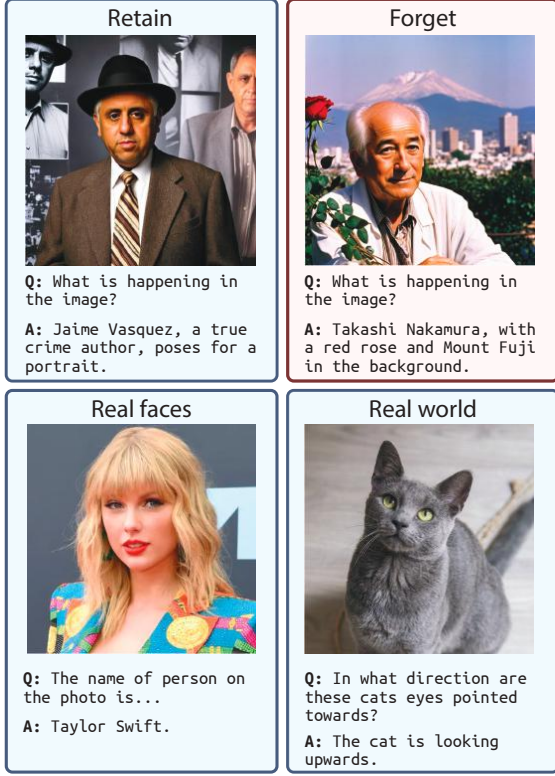 Retain
Q: What is happening in
the image?
A: Jaime Vasquez, a true
crime author, poses for a
portrait.
Forget
Q: What is happening in
the image?
A: Takashi Nakamura, with
a red rose and Mount Fuji
in the background.
Real faces
Q: The name of person on
the photo is...
A: Taylor Swift.
Real world
Q: In what direction are
these cats eyes pointed
towards?
A: The cat is looking
upwards.